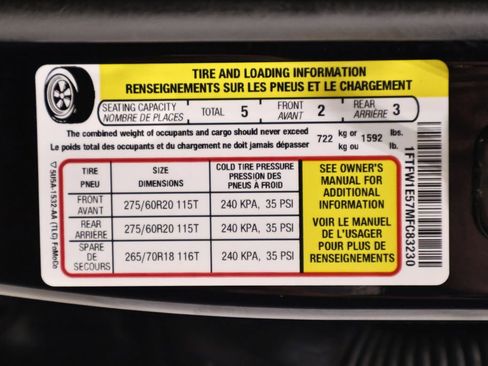 TIRE AND LOADING INFORMATION
RENSEIGNEMENTS SUR LES PNEUS ET LE CHARGEMENT
SEATING CAPACITY
NOMBRE DE PLACES
TOTAL 5
FRONT
AVANT
2
REAR
ARRIÈRE
3
The combined weight of occupants and cargo should never exceed
Le poids total des occupants et du chargement ne doit jamais dépasser
722
kg or
kg ou
1592
lbs.
lb.
TIRE
PNEU
SIZE
DIMENSIONS
COLD TIRE PRESSURE
PRESSION DES
PNEUS À FROID
FRONT
AVANT
275/60R20 115T
240 KPA, 35 PSI
REAR
ARRIÈRE
275/60R20 115T
240 KPA, 35 PSI
SPARE
DE SECOURS
265/70R18 116T
240 KPA, 35 PSI
SEE OWNER'S
MANUAL FOR
ADDITIONAL
INFORMATION
VOIR LE MANUEL
DE L'USAGER
POUR PLUS DE
RENSEIGNEMENTS
1FTFW1E57MFC83230
5U5A-1532-AA (TLC) FoMoCo